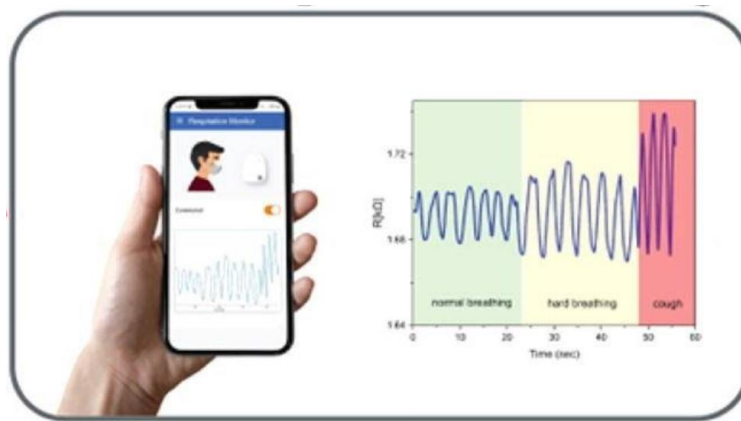 Respiration Monitor
Connected
R[kΩ]
1.72
1.68
1.64
normal breathing
hard breathing
cough
0
10
20
30
40
50
60
Time (sec)